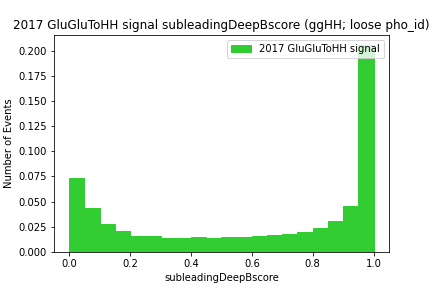 2017 GluGluToHH signal subleadingDeepBscore (ggHH; loose pho_id)
2017 GluGluToHH signal
Number of Events
0.200
0.175
0.150
0.125
0.100
0.075
0.050
0.025
0.000
0.0 0.2 0.4 0.6 0.8 1.0
subleadingDeepBscore